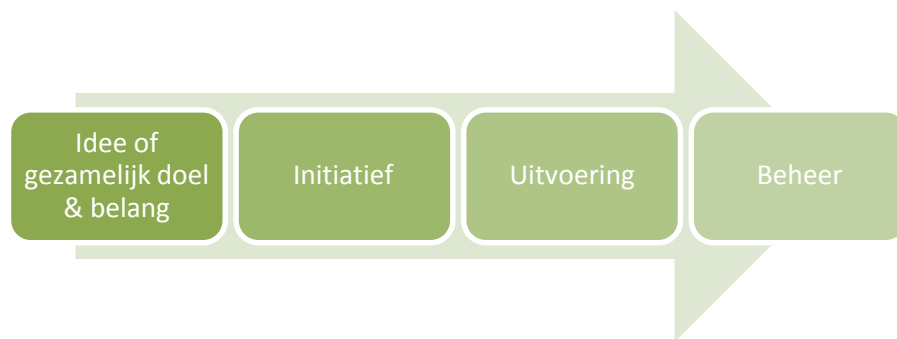 Idee of
gezamelijk doel
& belang
Initiatief
Uitvoering
Beheer